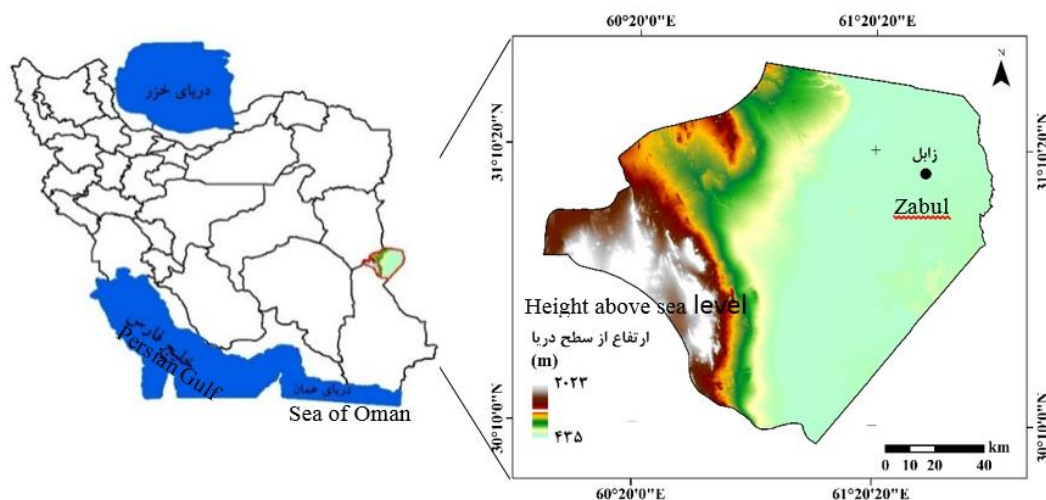 دریای خزر
خلیج فارس
Persian Gulf
دریای عمان
Sea of Oman
60°20'0"E
61°20'20"E
31°10'20"N
31°10'20"N
N
زابل
Zabul
Height above sea level
ارتفاع از سطح دریا
(m)
۲۰۲۳
۴۳۵
30°10'0"N
30°10'0"N
km
0 10 20 40
60°20'0"E
61°20'20"E